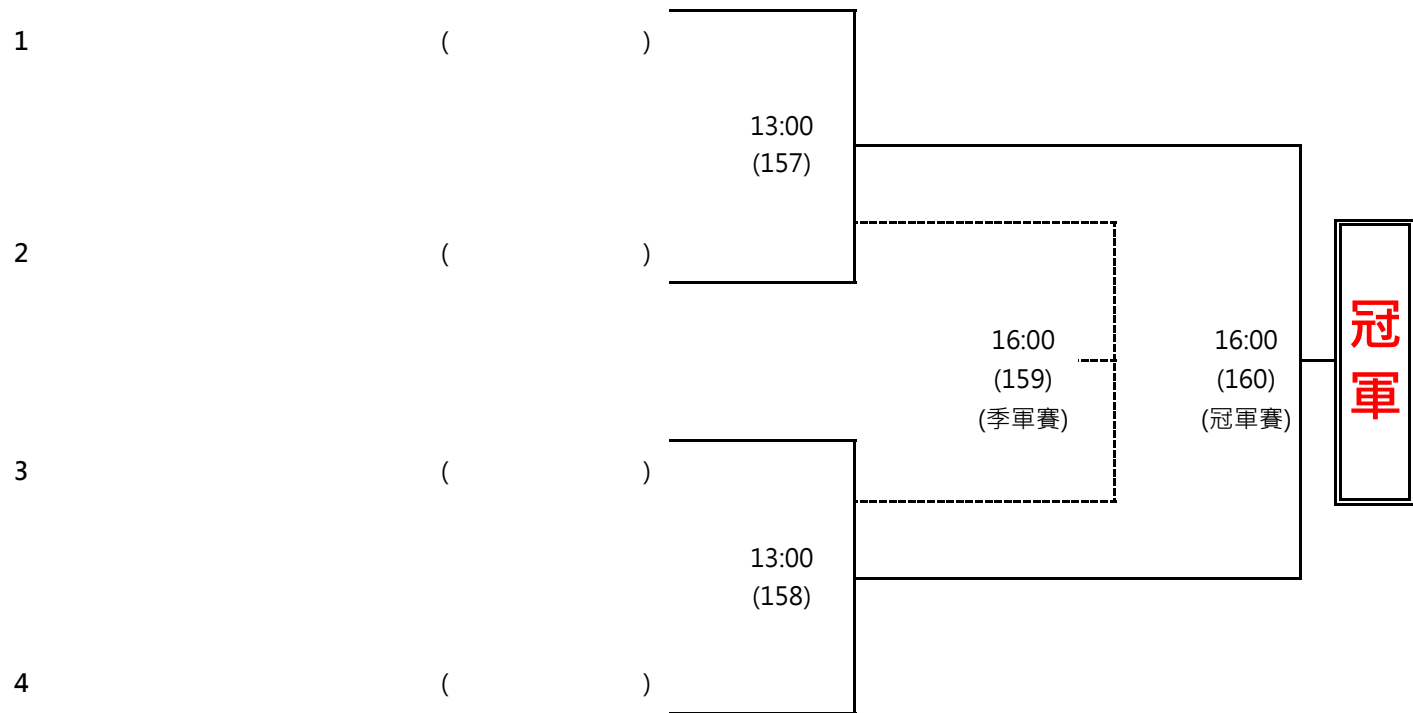 1 ( )
13:00
(157)
2 ( )
16:00
(159)
(季軍賽)
16:00
(160)
(冠軍賽)
冠
軍
3 ( )
13:00
(158)
4 ( )